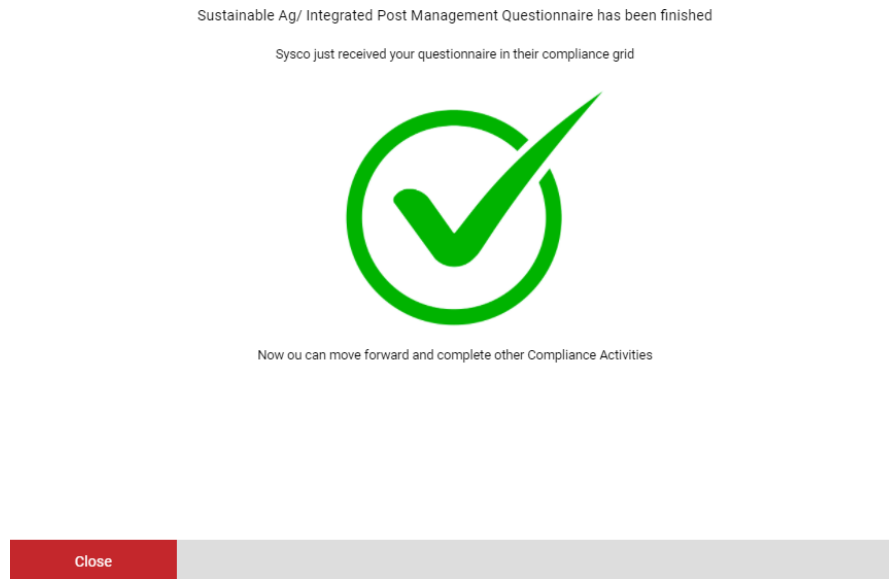 Sustainable Ag/ Integrated Post Management Questionnaire has been finished
Sysco just received your questionnaire in their compliance grid
Now ou can move forward and complete other Compliance Activities
Close